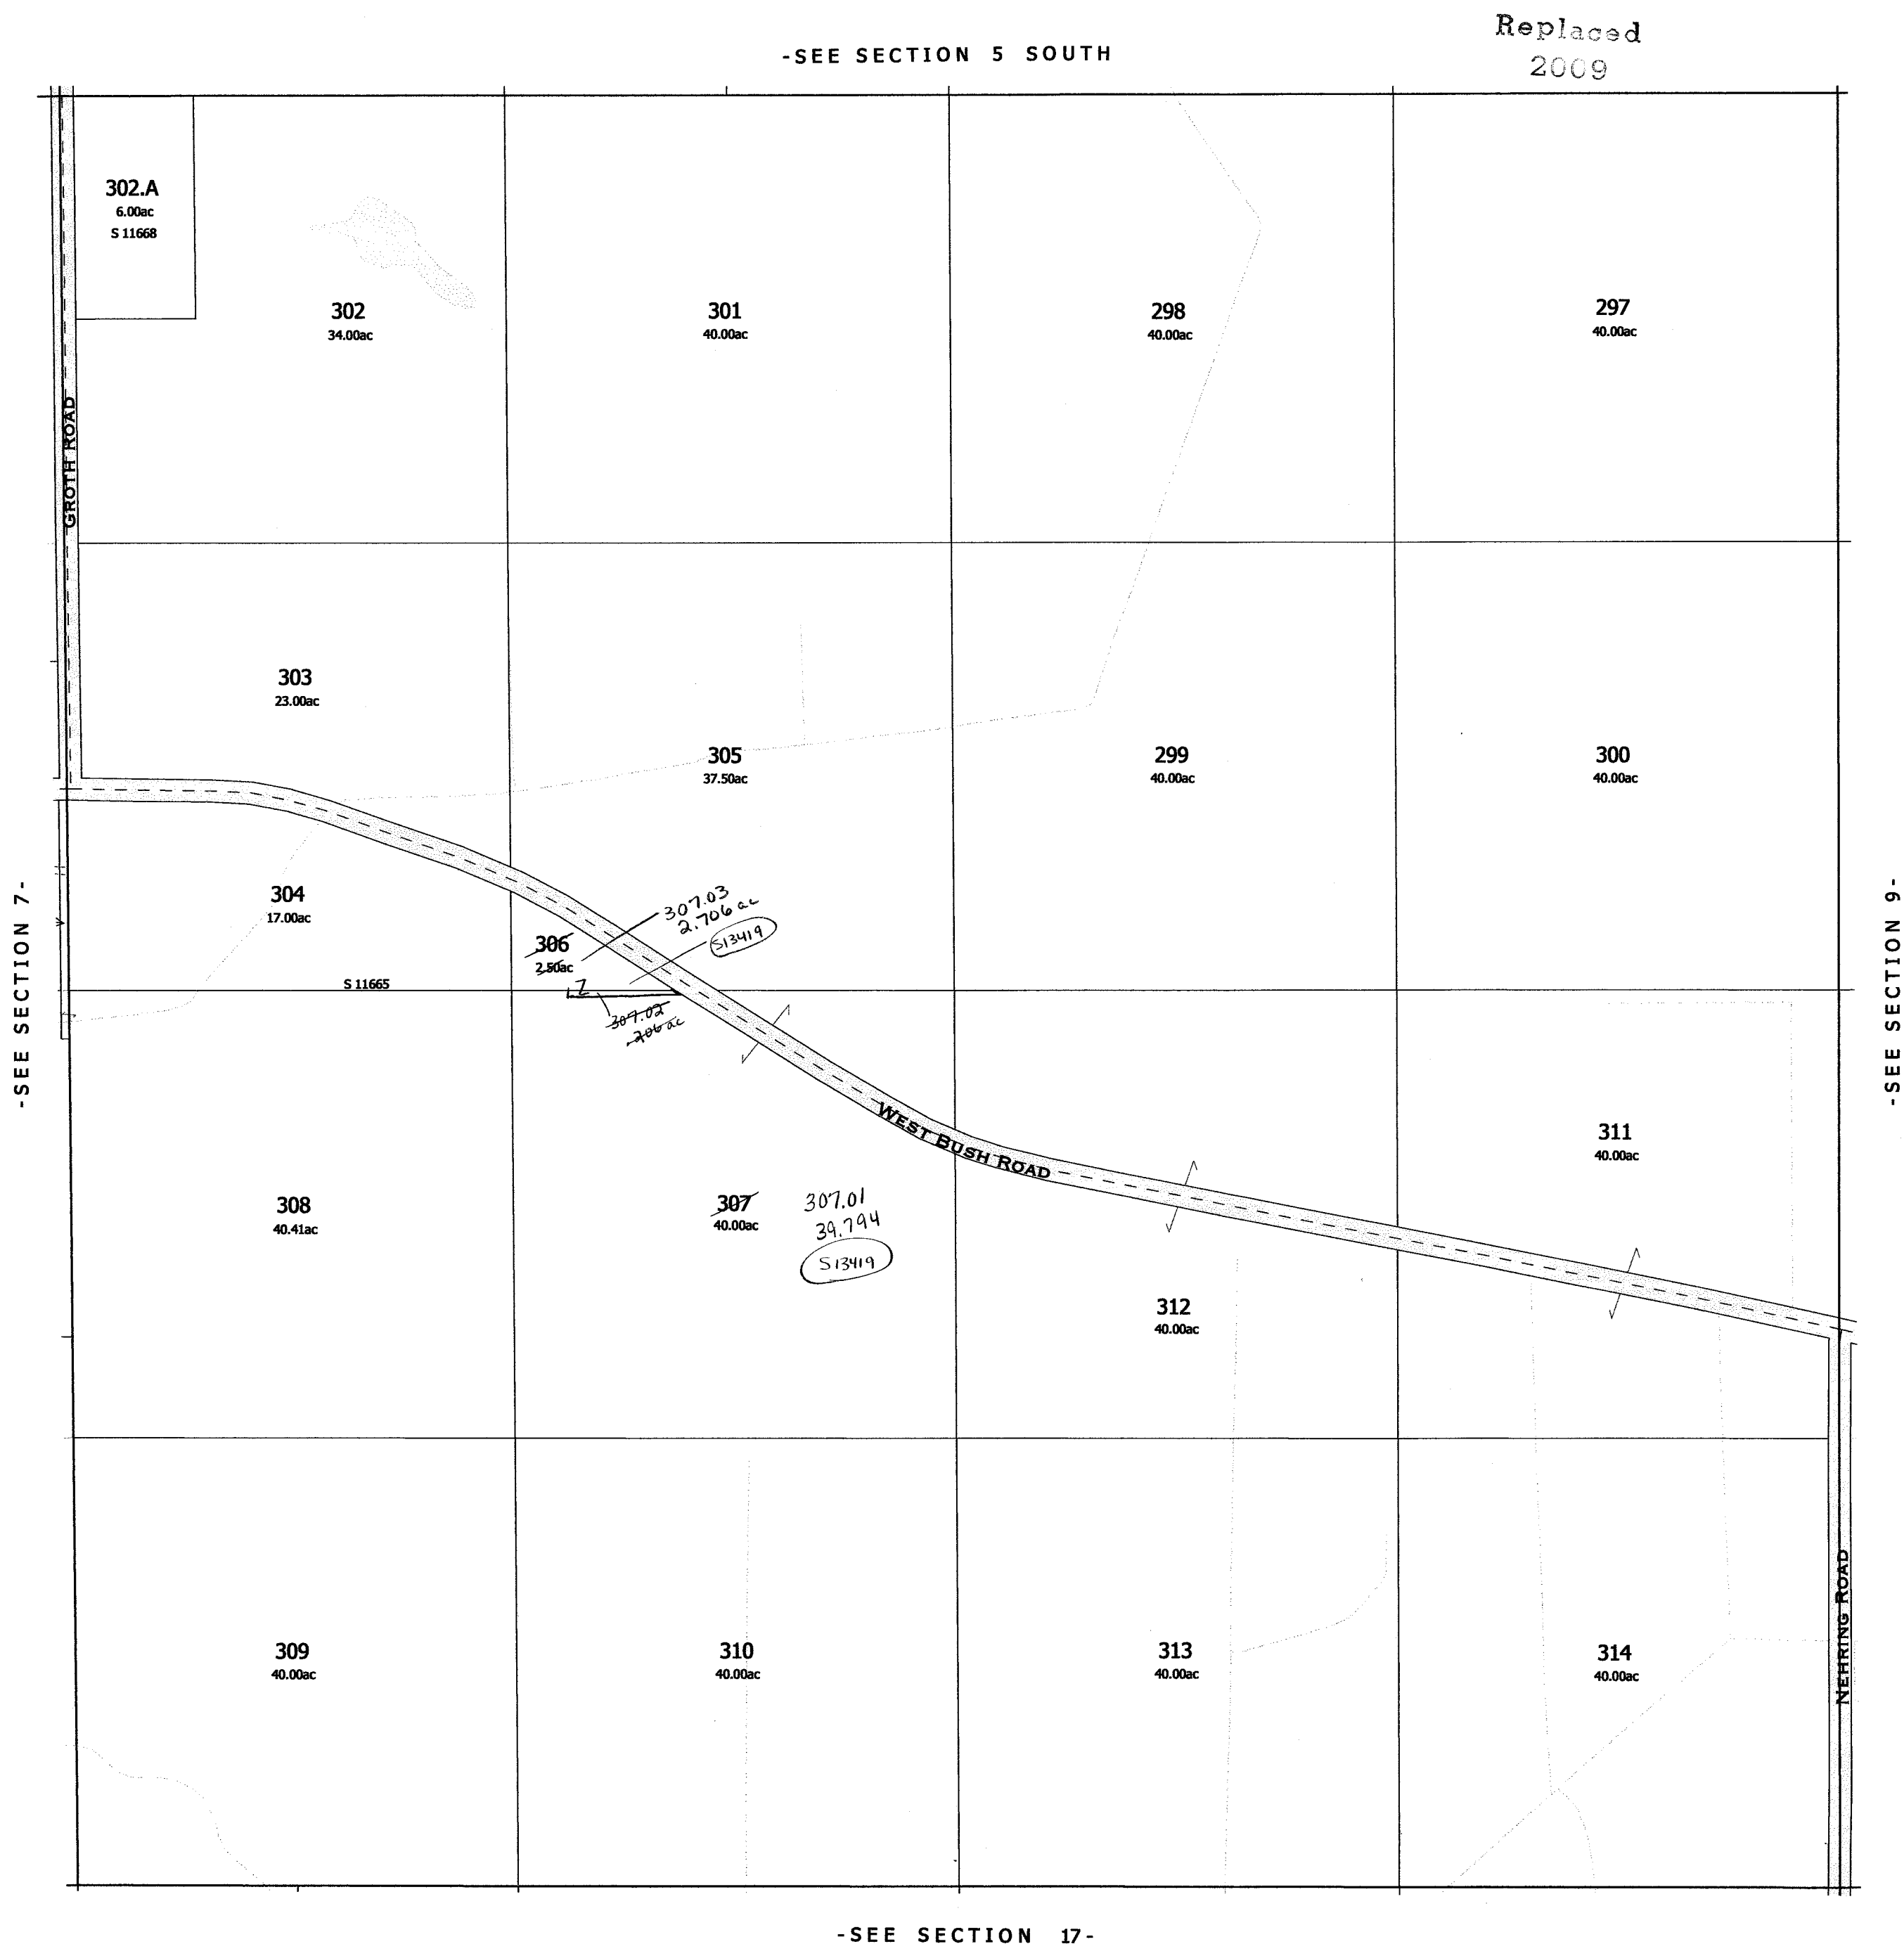 Replaced
2009
-SEE SECTION 5 SOUTH
302.A
6.00ac
S 11668
302
34.00ac
301
40.00ac
298
40.00ac
297
40.00ac
GROTH ROAD
303
23.00ac
305
37.50ac
299
40.00ac
300
40.00ac
-SEE SECTION 7-
-SEE SECTION 9-
304
17.00ac
307.03
2.706 ac
S13419
306
2.50ac
S 11665
Z
307.02
.206 ac
WEST BUSH ROAD
311
40.00ac
308
40.41ac
307
40.00ac
307.01
39.794
S13419
312
40.00ac
309
40.00ac
310
40.00ac
313
40.00ac
314
40.00ac
NEHRING ROAD
-SEE SECTION 17-